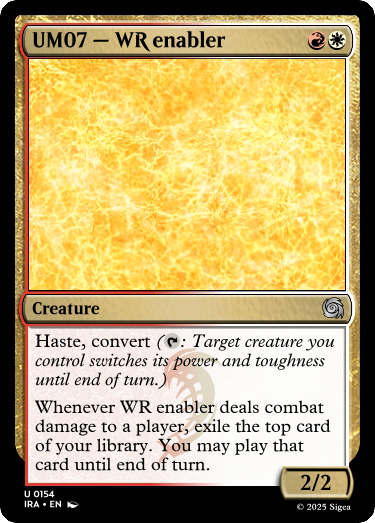 UM07 — WR enabler
Creature
Haste, convert (: Target creature you
control switches its power and toughness
until end of turn.)
Whenever WR enabler deals combat
damage to a player, exile the top card
of your library. You may play that
card until end of turn.
2/2
U 0154
IRA • EN
© 2025 Sigea